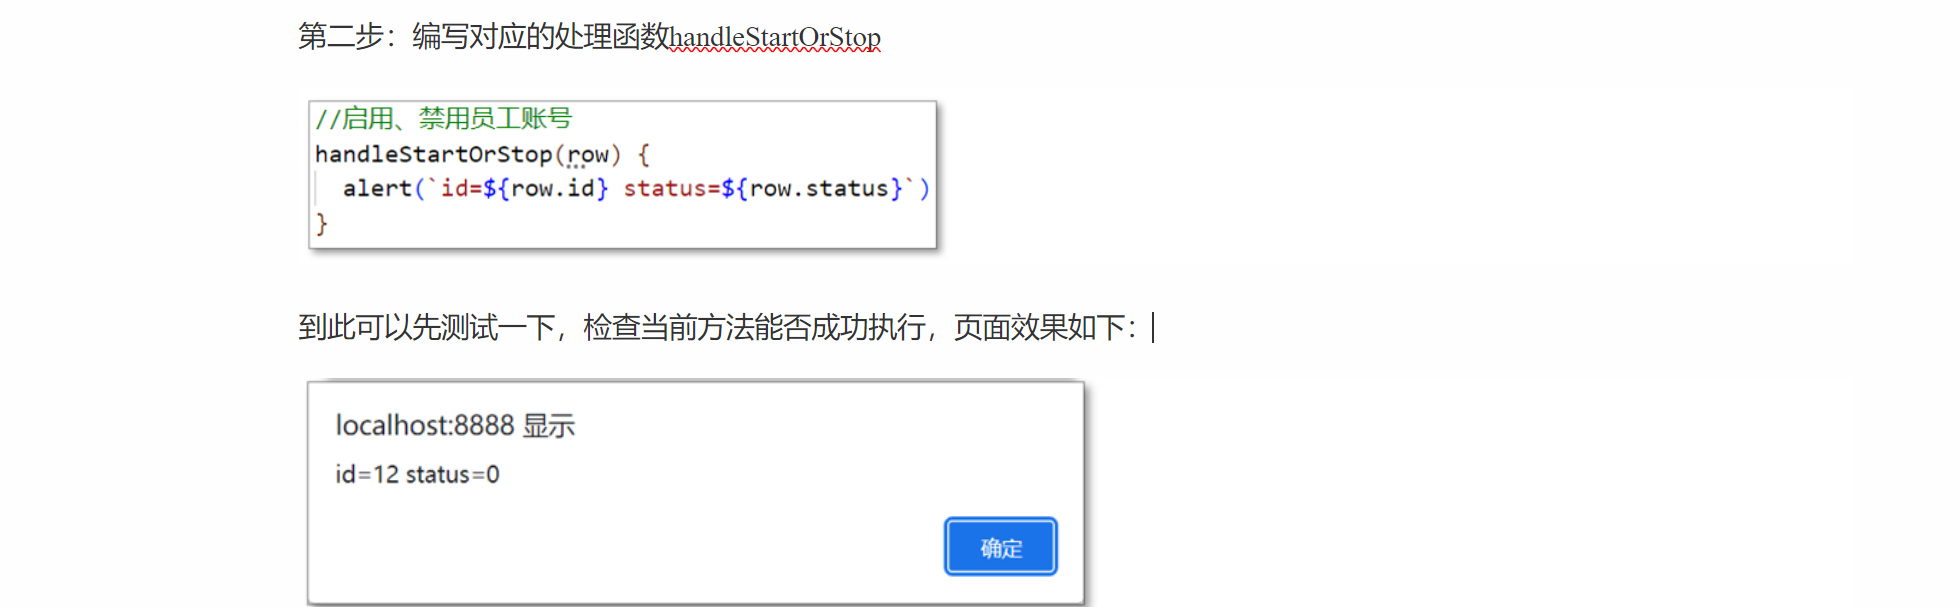 第二步：编写对应的处理函数handleStartOrStop
//启用、禁用员工账号
handleStartOrStop(row) {
alert(`id=${row.id} status=${row.status}`)
}
到此可以先测试一下，检查当前方法能否成功执行，页面效果如下：
localhost:8888 显示
id=12 status=0
确定